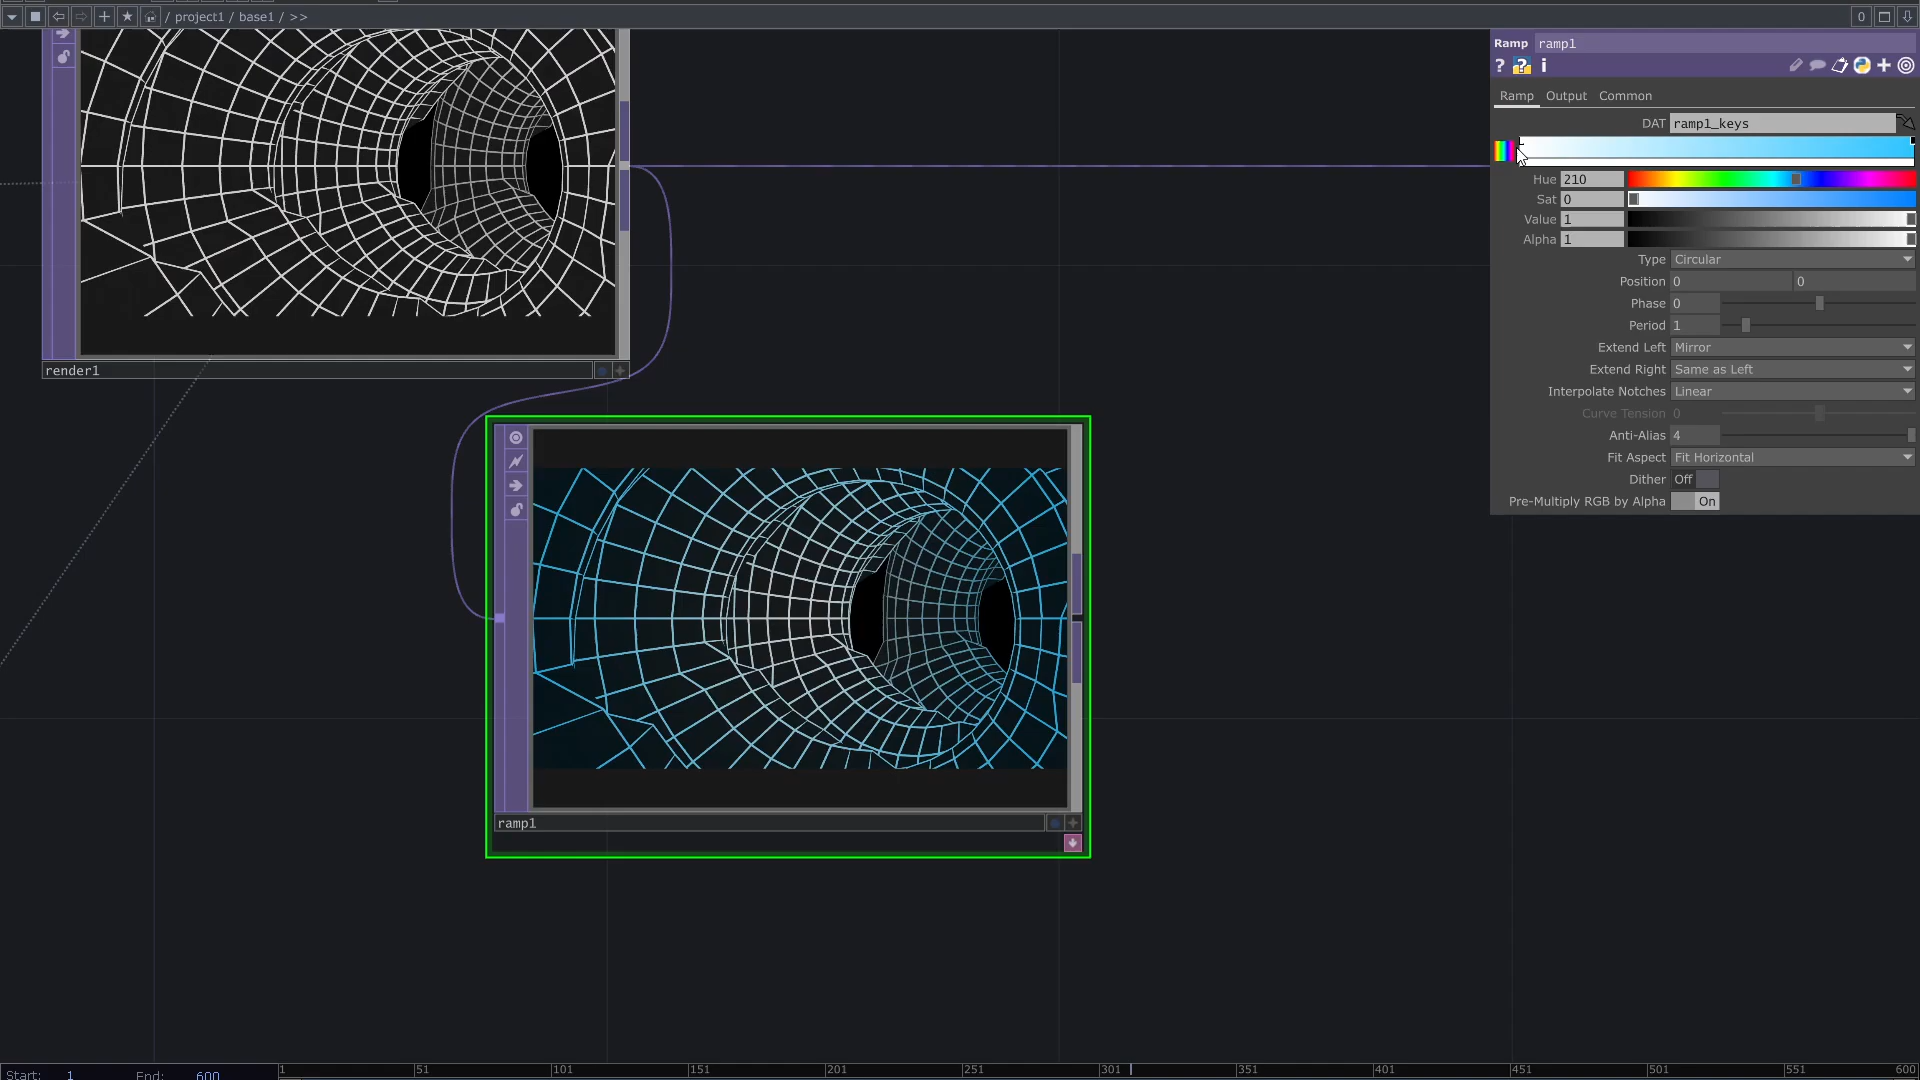 / project1 / base1 / >>
0
Ramp ramp1
? ? i
Ramp Output Common
DAT ramp1_keys
Hue 210
Sat 0
Value 1
Alpha 1
Type Circular
Position 0 0
Phase 0
Period 1
Extend Left Mirror
Extend Right Same as Left
Interpolate Notches Linear
Curve Tension 0
Anti-Alias 4
Fit Aspect Fit Horizontal
Dither Off
Pre-Multiply RGB by Alpha On
render1
ramp1
Start: 1 End: 600 1 51 101 151 201 251 301 351 401 451 501 551 600